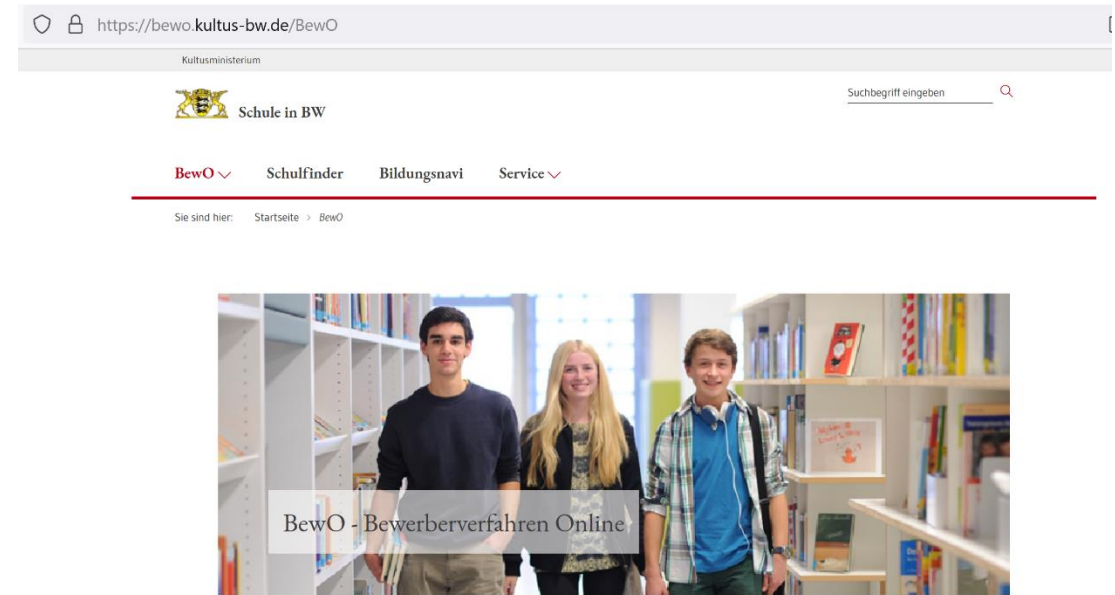 https://bewo.kultus-bw.de/BewO
Kultusministerium
Schule in BW
Suchbegriff eingeben
BewO Schulfinder Bildungsnavi Service
Sie sind hier: Startseite > BewO
BewO - Bewerberverfahren Online